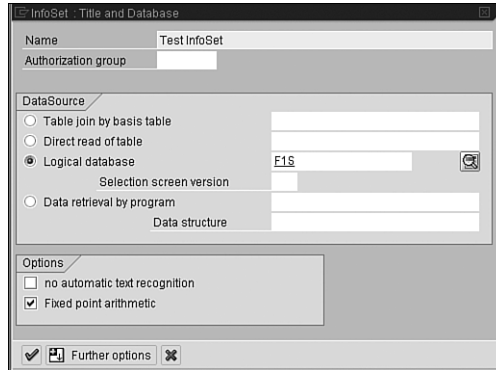 InfoSet : Title and Database
Name Test InfoSet
Authorization group
DataSource
Table join by basis table
Direct read of table
Logical database F1S
Selection screen version
Data retrieval by program
Data structure
Options
no automatic text recognition
Fixed point arithmetic
Further options